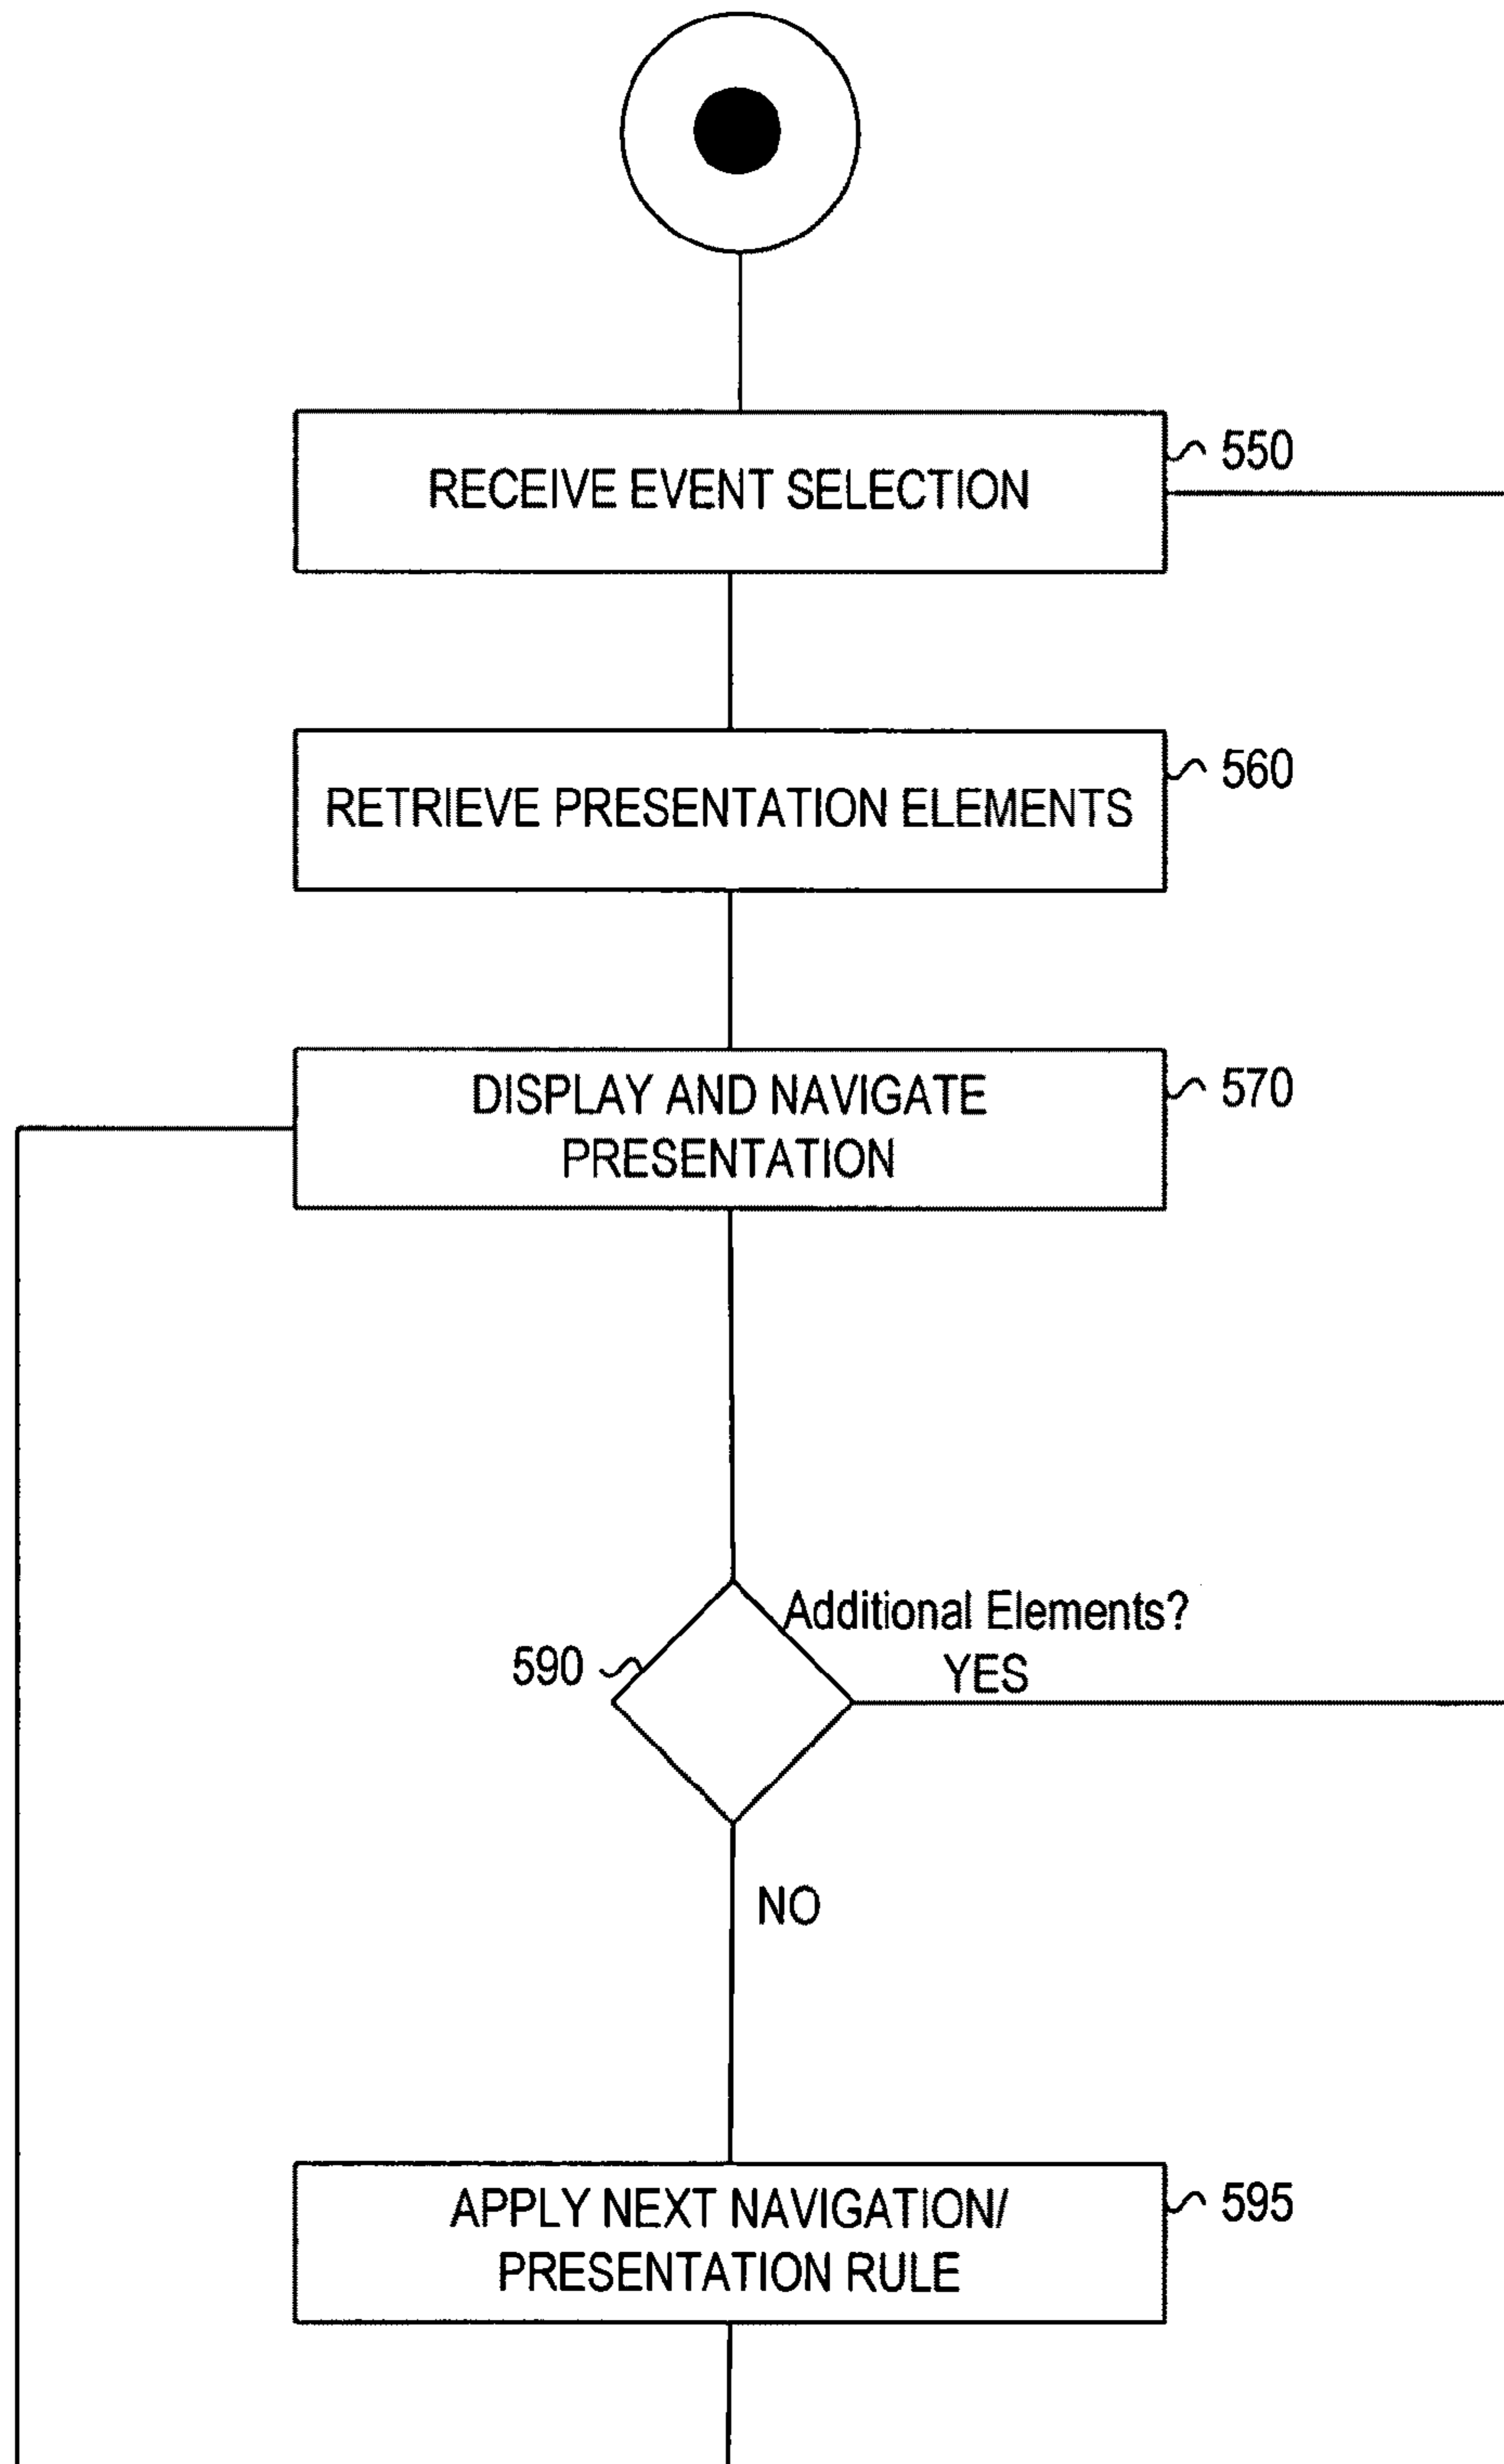 RECEIVE EVENT SELECTION
550
RETRIEVE PRESENTATION ELEMENTS
560
DISPLAY AND NAVIGATE
PRESENTATION
570
Additional Elements?
590
YES
NO
APPLY NEXT NAVIGATION/
PRESENTATION RULE
595